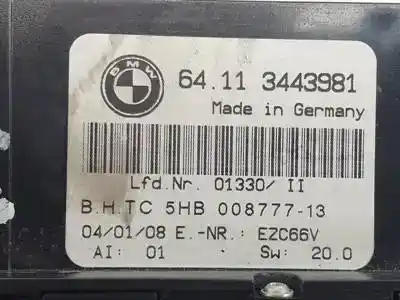 BMW
64.11 3443981
Made in Germany
Lfd.Nr. 01330/ II
B.H.TC 5HB 008777-13
04/01/08 E.-NR.: EZC66V
AI: 01 Sw: 20.0